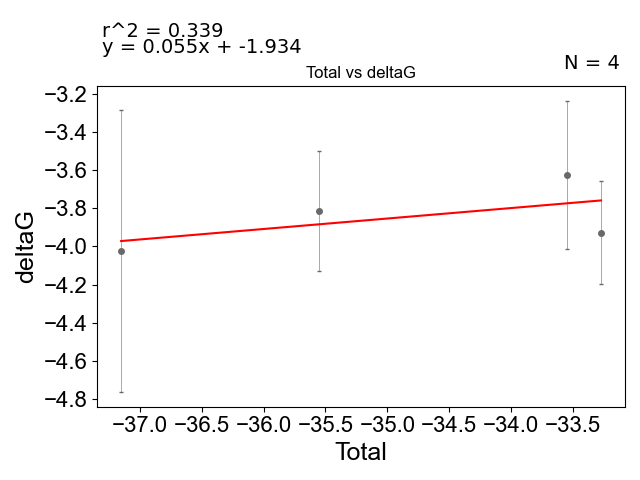 r^2 = 0.339
y = 0.055x + -1.934
N = 4
Total vs deltaG
−3.2
−3.4
−3.6
−3.8
−4.0
−4.2
−4.4
−4.6
−4.8
deltaG
−37.0 −36.5 −36.0 −35.5 −35.0 −34.5 −34.0 −33.5
Total